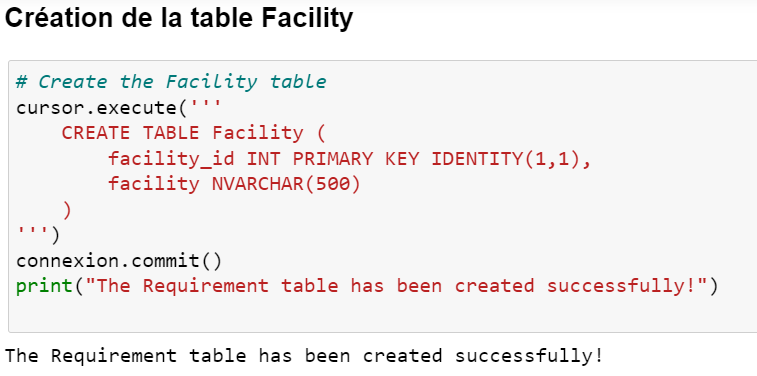 Création de la table Facility
# Create the Facility table
cursor.execute('''
    CREATE TABLE Facility (
        facility_id INT PRIMARY KEY IDENTITY(1,1),
        facility NVARCHAR(500)
    )
''')
connexion.commit()
print("The Requirement table has been created successfully!")
The Requirement table has been created successfully!